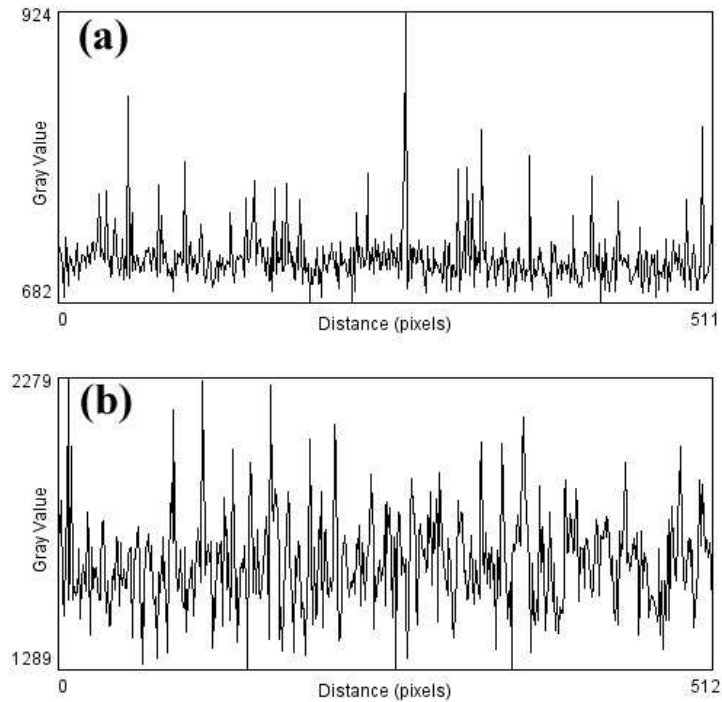 924
(a)
Gray Value
682
0
Distance (pixels)
511
2279
(b)
Gray Value
1289
0
Distance (pixels)
512